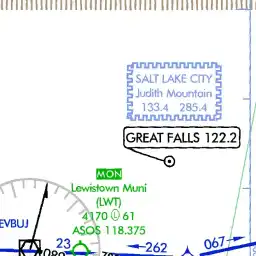 SALT LAKE CITY
Judith Mountain
133.4 285.4
GREAT FALLS 122.2
MON
Lewistown Muni
(LWT)
4170 Ⓛ 61
ASOS 118.375
EVBUJ
23
262
067